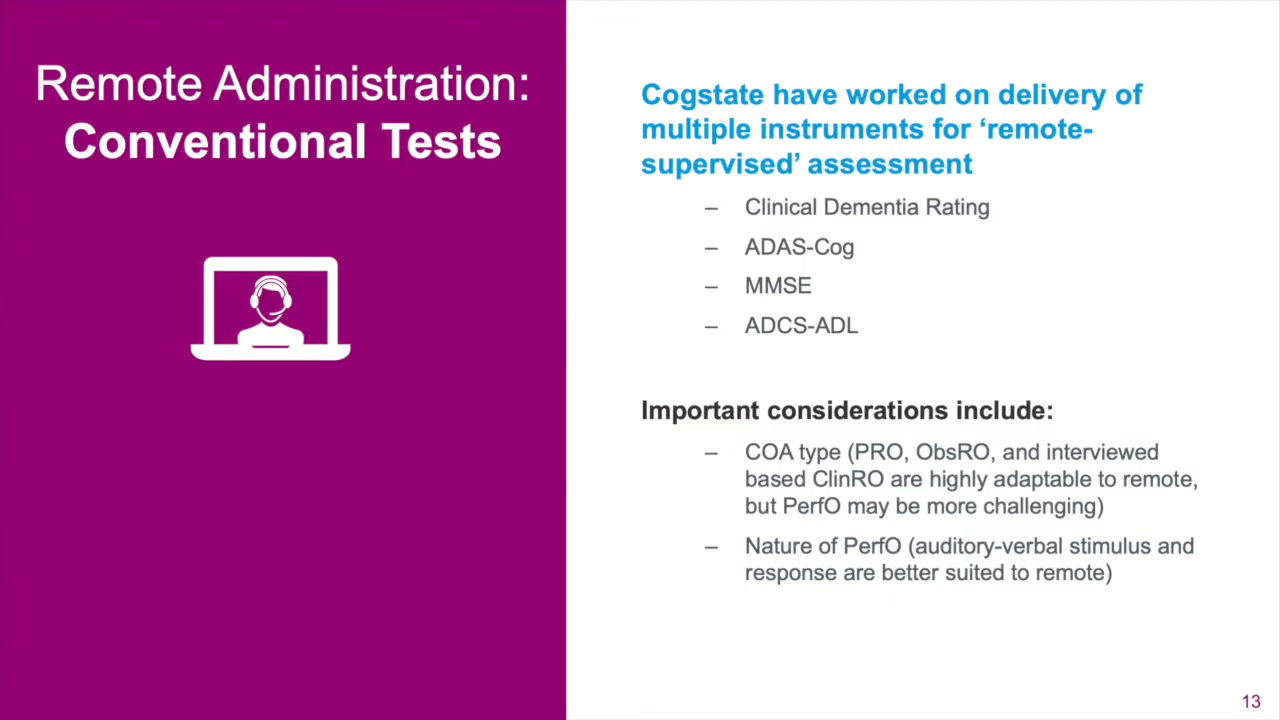 Remote Administration:
Conventional Tests
Cogstate have worked on delivery of
multiple instruments for ‘remote-
supervised’ assessment
– Clinical Dementia Rating
– ADAS-Cog
– MMSE
– ADCS-ADL
Important considerations include:
– COA type (PRO, ObsRO, and interviewed
based ClinRO are highly adaptable to remote,
but PerfO may be more challenging)
– Nature of PerfO (auditory-verbal stimulus and
response are better suited to remote)
13